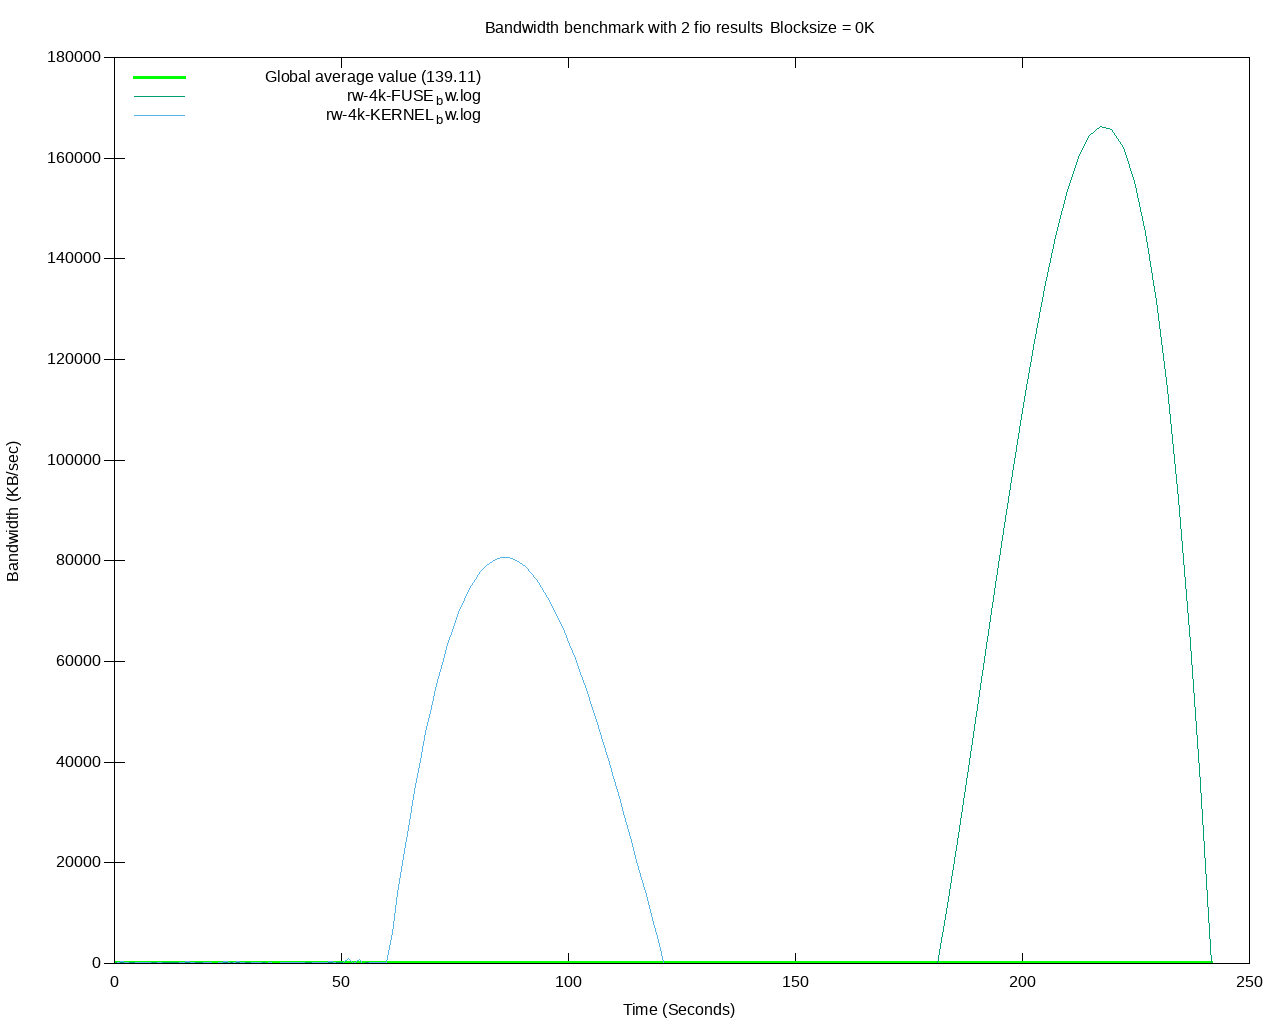 Bandwidth benchmark with 2 fio results Blocksize = 0K
180000
Global average value (139.11)
rw-4k-FUSE_bw.log
rw-4k-KERNEL_bw.log
160000
140000
120000
100000
80000
60000
40000
20000
0
Bandwidth (KB/sec)
0 50 100 150 200 250
Time (Seconds)